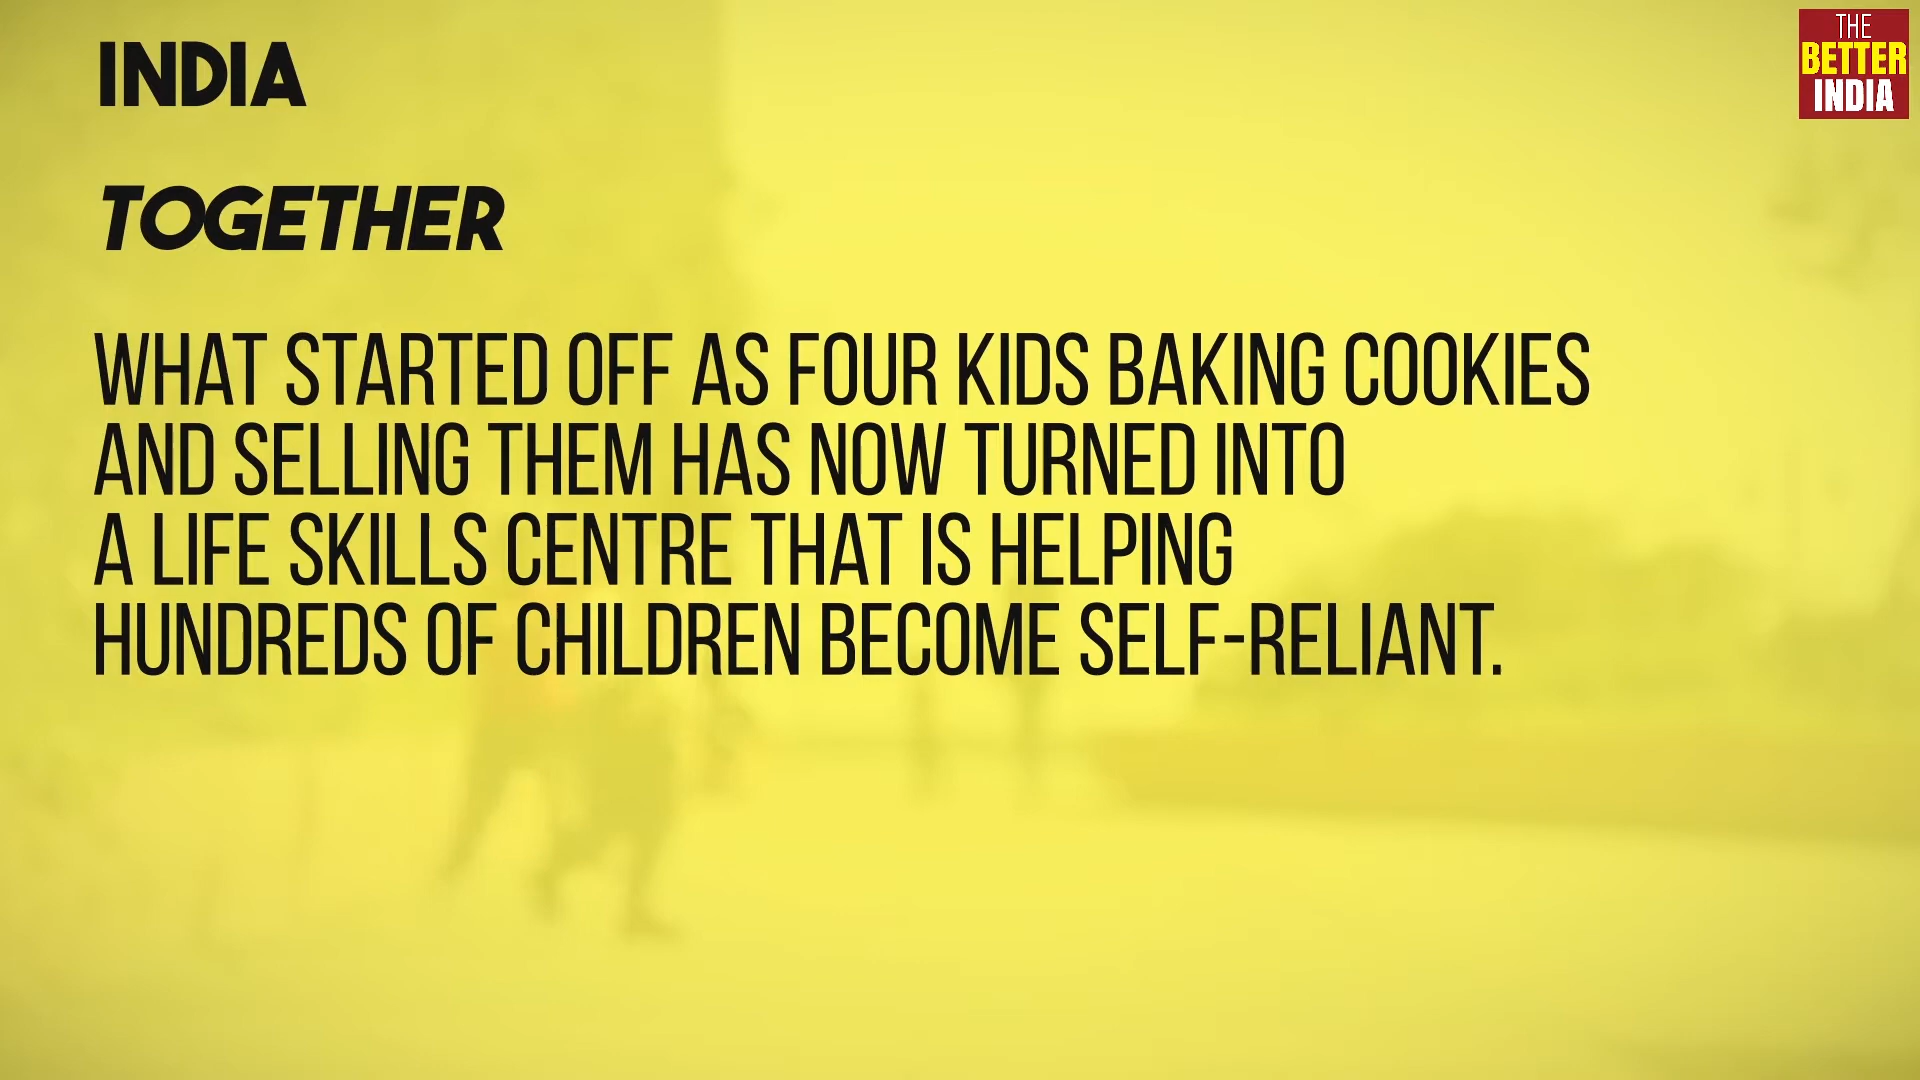 INDIA
TOGETHER
WHAT STARTED OFF AS FOUR KIDS BAKING COOKIES
AND SELLING THEM HAS NOW TURNED INTO
A LIFE SKILLS CENTRE THAT IS HELPING
HUNDREDS OF CHILDREN BECOME SELF-RELIANT.
THE
BETTER
INDIA